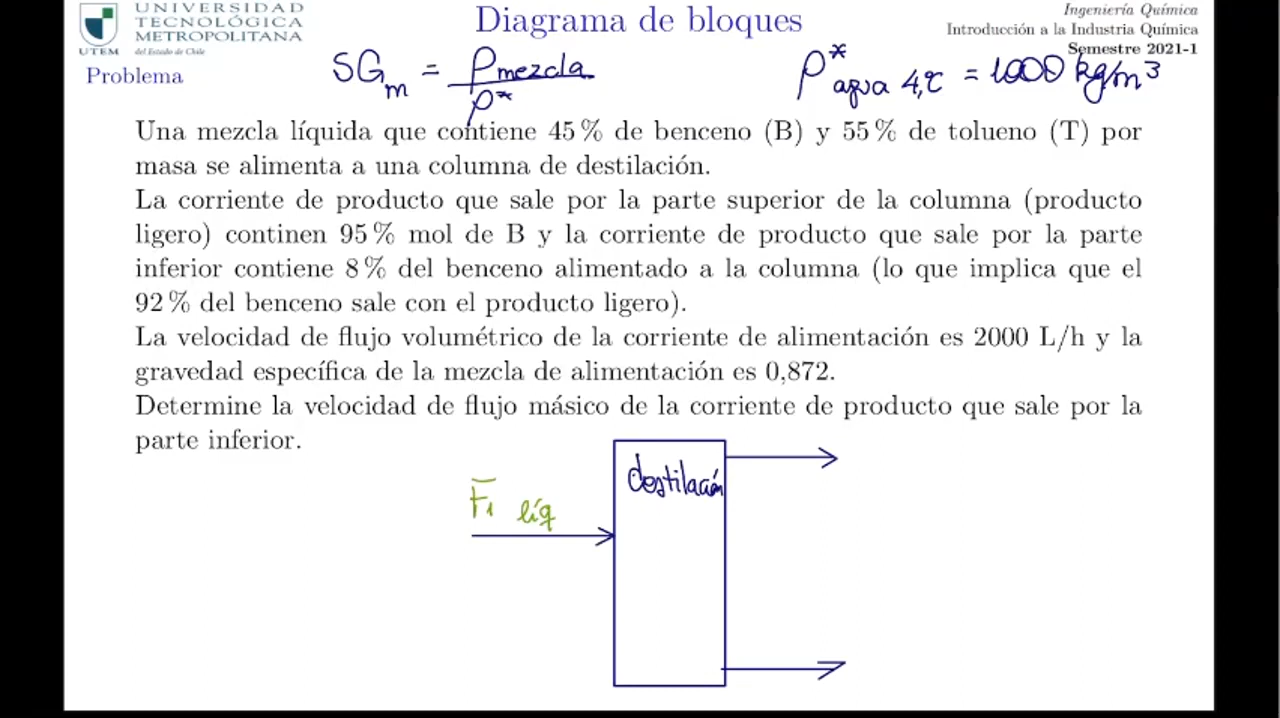 UNIVERSIDAD
TECNOLÓGICA
METROPOLITANA
UTEM del Estado de Chile
Diagrama de bloques
Ingeniería Química
Introducción a la Industria Química
Semestre 2021-1
Problema
SGm = ρmezcla / ρ*
ρ* agua 4°C = 1000 kg/m³
Una mezcla líquida que contiene 45 % de benceno (B) y 55 % de tolueno (T) por
masa se alimenta a una columna de destilación.
La corriente de producto que sale por la parte superior de la columna (producto
ligero) continen 95 % mol de B y la corriente de producto que sale por la parte
inferior contiene 8 % del benceno alimentado a la columna (lo que implica que el
92 % del benceno sale con el producto ligero).
La velocidad de flujo volumétrico de la corriente de alimentación es 2000 L/h y la
gravedad específica de la mezcla de alimentación es 0,872.
Determine la velocidad de flujo másico de la corriente de producto que sale por la
parte inferior.
destilación
F1 líq